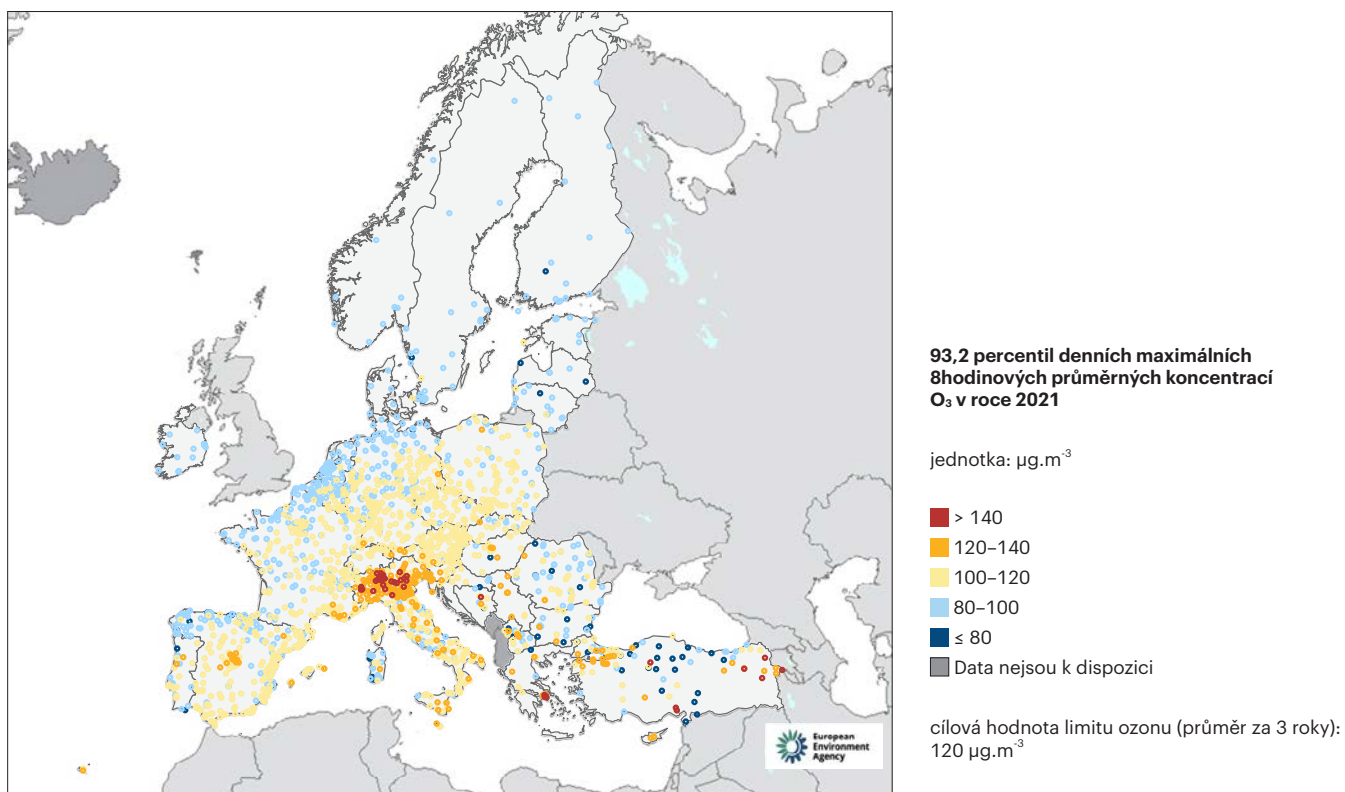 93,2 percentil denních maximálních
8hodinových průměrných koncentrací
O₃ v roce 2021
jednotka: µg.m⁻³
> 140
120–140
100–120
80–100
≤ 80
Data nejsou k dispozici
cílová hodnota limitu ozonu (průměr za 3 roky):
120 µg.m⁻³
European
Environment
Agency